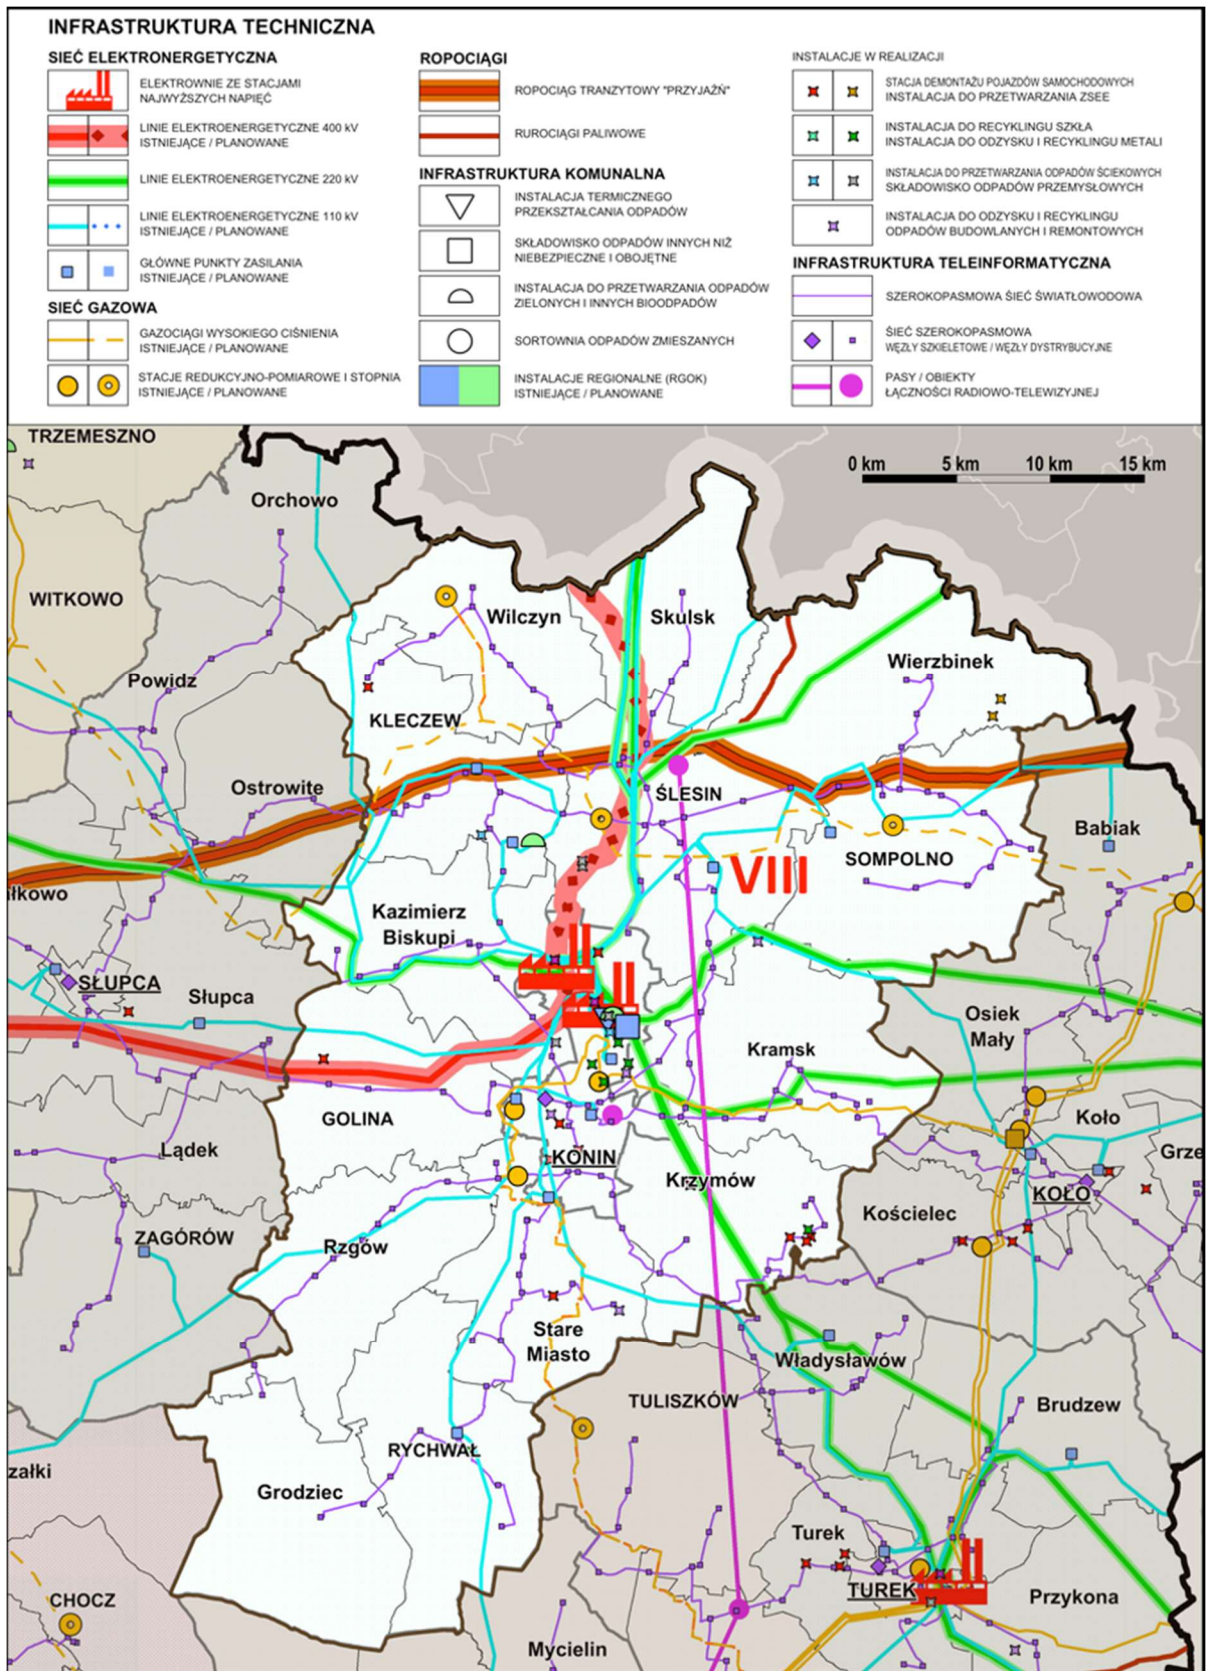 INFRASTRUKTURA TECHNICZNA
SIEĆ ELEKTRONERGETYCZNA
ELEKTROWNIE ZE STACJAMI
NAJWYŻSZYCH NAPIĘĆ
LINIE ELEKTROENERGETYCZNE 400 kV
ISTNIEJĄCE / PLANOWANE
LINIE ELEKTROENERGETYCZNE 220 kV
LINIE ELEKTROENERGETYCZNE 110 kV
ISTNIEJĄCE / PLANOWANE
GŁÓWNE PUNKTY ZASILANIA
ISTNIEJĄCE / PLANOWANE
SIEĆ GAZOWA
GAZOCIĄGI WYSOKIEGO CIŚNIENIA
ISTNIEJĄCE / PLANOWANE
STACJE REDUKCYJNO-POMIAROWE I STOPNIA
ISTNIEJĄCE / PLANOWANE
ROPOCIĄGI
ROPOCIĄG TRANZYTOWY "PRZYJAŹŃ"
RUROCIĄGI PALIWOWE
INFRASTRUKTURA KOMUNALNA
INSTALACJA TERMICZNEGO
PRZEKSZTAŁCANIA ODPADÓW
SKŁADOWISKO ODPADÓW INNYCH NIŻ
NIEBEZPIECZNE I OBOJĘTNE
INSTALACJA DO PRZETWARZANIA ODPADÓW
ZIELONYCH I INNYCH BIOODPADÓW
SORTOWNIA ODPADÓW ZMIESZANYCH
INSTALACJE REGIONALNE (RGOK)
ISTNIEJĄCE / PLANOWANE
INSTALACJE W REALIZACJI
STACJA DEMONTAŻU POJAZDÓW SAMOCHODOWYCH
INSTALACJA DO PRZETWARZANIA ZSEE
INSTALACJA DO RECYKLINGU SZKŁA
INSTALACJA DO ODZYSKU I RECYKLINGU METALI
INSTALACJA DO PRZETWARZANIA ODPADÓW ŚCIEKOWYCH
SKŁADOWISKO ODPADÓW PRZEMYSŁOWYCH
INSTALACJA DO ODZYSKU I RECYKLINGU
ODPADÓW BUDOWLANYCH I REMONTOWYCH
INFRASTRUKTURA TELEINFORMATYCZNA
SZEROKOPASMOWA SIEĆ ŚWIATŁOWODOWA
SIEĆ SZEROKOPASMOWA
WĘZŁY SZKIELETOWE / WĘZŁY DYSTRYBUCYJNE
PASY / OBIEKTY
ŁĄCZNOŚCI RADIOWO-TELEWIZYJNEJ
TRZEMESZNO
0 km 5 km 10 km 15 km
Orchowo
WITKOWO
Wilczyn
Skulsk
Wierzbinek
Powidz
KLECZEW
Ostrowite
ŚLESIN
Babiak
SOMPOLNO
VIII
ałkowo
Kazimierz
Biskupi
SŁUPCA
Słupca
Osiek
Mały
Kramsk
GOLINA
Koło
Lądek
KONIN
Grze
Krzymów
KOŁO
Kościelec
ZAGÓRÓW
Rzgów
Stare
Miasto
Władysławów
TULISZKÓW
Brudzew
RYCHWAŁ
załki
Grodziec
Turek
TUREK
Przykona
CHOCZ
Mycielin